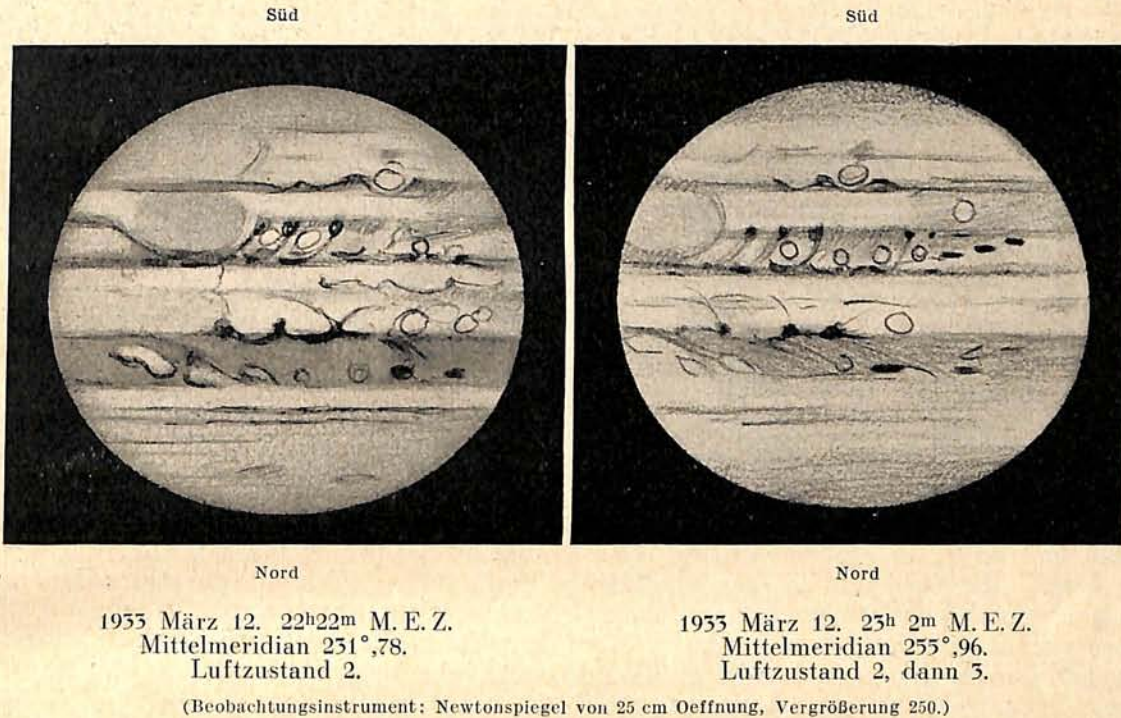 Süd
Süd
Nord
Nord
1933 März 12. 22ʰ22ᵐ M. E. Z.
Mittelmeridian 231°,78.
Luftzustand 2.
1933 März 12. 23ʰ 2ᵐ M. E. Z.
Mittelmeridian 255°,96.
Luftzustand 2, dann 3.
(Beobachtungsinstrument: Newtonspiegel von 25 cm Oeffnung, Vergrößerung 250.)